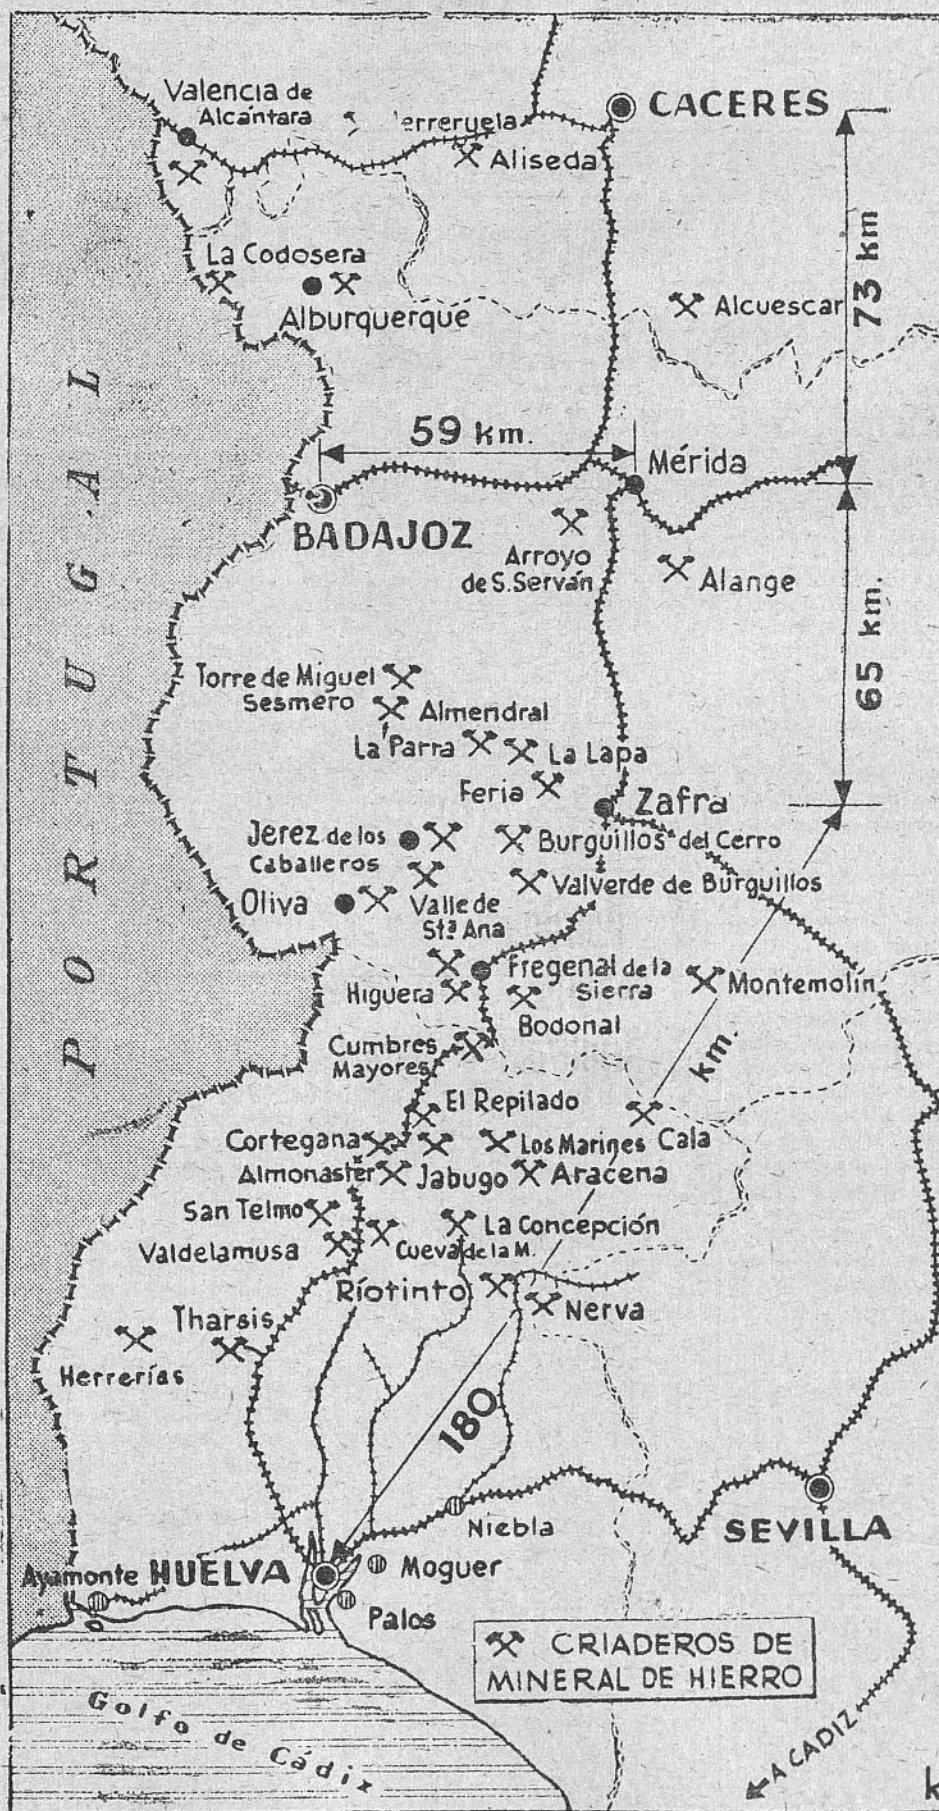 Valencia de
Alcántara
CACERES
Aliseda
La Codosera
Alburquerque
Alcuescar
73 km
PORTUGAL
59 km.
Mérida
BADAJOZ
Arroyo
de S. Serván
Alange
65 km.
Torre de Miguel
Sesmero
Almendral
La Parra
La Lapa
Feria
Zafra
Jerez de los
Caballeros
Burguillos del Cerro
Oliva
Valle de
Stª Ana
Valverde de Burguillos
Fregenal de la
Sierra
Higuera
Bodonal
Montemolin
Cumbres
Mayores
km.
El Repilado
Cortegana
Los Marines
Cala
Almonaster
Jabugo
Aracena
San Telmo
La Concepción
Valdelamusa
Cueva de la M.
Ríotinto
Nerva
Tharsis
Herrerías
180
Niebla
SEVILLA
Ayamonte
HUELVA
Moguer
Palos
CRIADEROS DE
MINERAL DE HIERRO
Golfo de Cádiz
A CADIZ